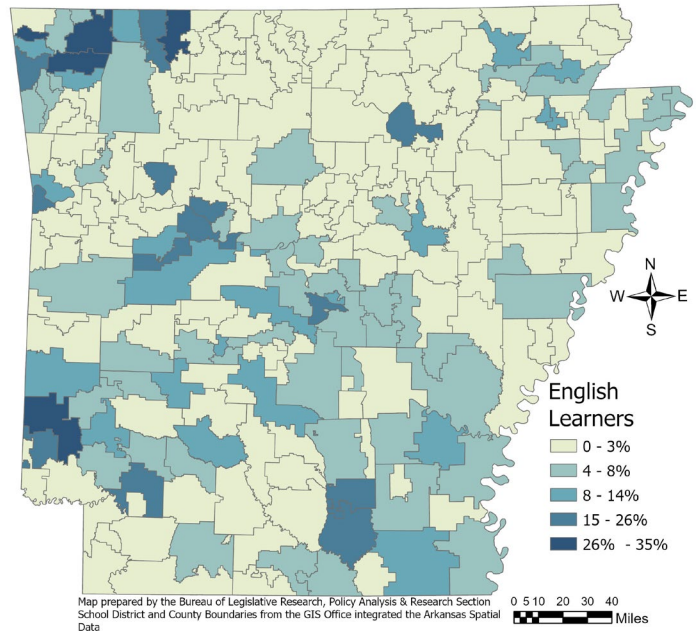 N
W E
S
English
Learners
0 - 3%
4 - 8%
8 - 14%
15 - 26%
26% - 35%
Map prepared by the Bureau of Legislative Research, Policy Analysis & Research Section
School District and County Boundaries from the GIS Office integrated the Arkansas Spatial
Data
0 5 10 20 30 40
Miles